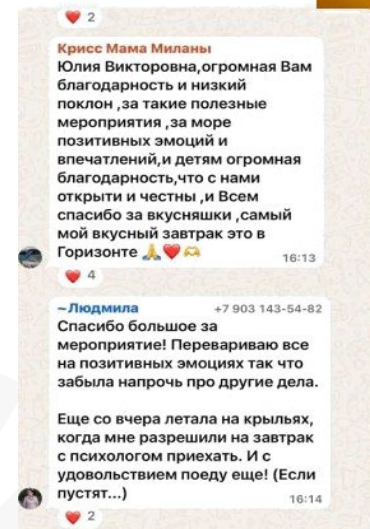 ❤️ 2
Крисс Мама Миланы
Юлия Викторовна,огромная Вам
благодарность и низкий
поклон ,за такие полезные
мероприятия ,за море
позитивных эмоций и
впечатлений,и детям огромная
благодарность,что с нами
открыти и честны ,и Всем
спасибо за вкусняшки ,самый
мой вкусный завтрак это в
Горизонте 🙏❤️🫶
16:13
❤️ 4
~Людмила +7 903 143-54-82
Спасибо большое за
мероприятие! Перевариваю все
на позитивных эмоциях так что
забыла напрочь про другие дела.
Еще со вчера летала на крыльях,
когда мне разрешили на завтрак
с психологом приехать. И с
удовольствием поеду еще! (Если
пустят...)
16:14
❤️ 2